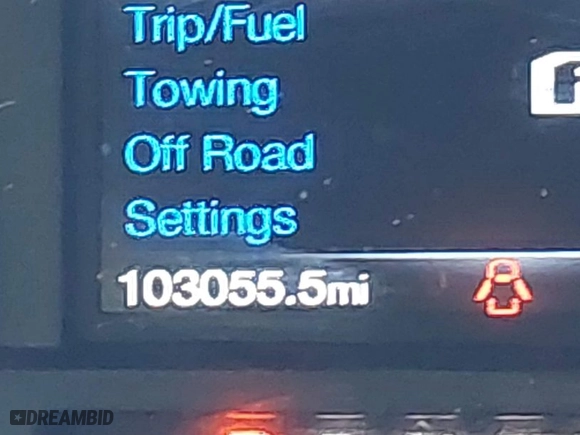 Trip/Fuel
Towing
Off Road
Settings
103055.5mi
DREAMBID